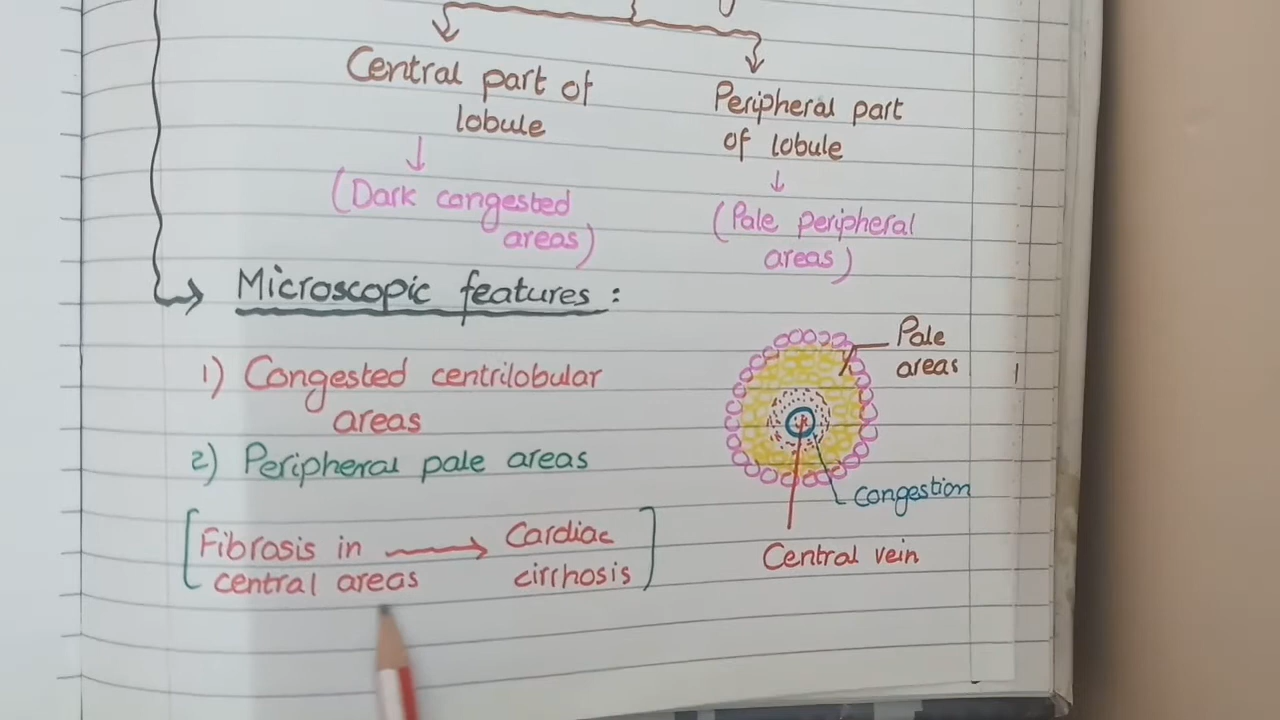 Central part of
lobule
Peripheral part
of lobule
(Dark congested
areas)
(Pale peripheral
areas)
Microscopic features :
1) Congested centrilobular
areas
2) Peripheral pale areas
[Fibrosis in
central areas
Cardiac
cirrhosis]
Pale
areas
Congestion
Central vein